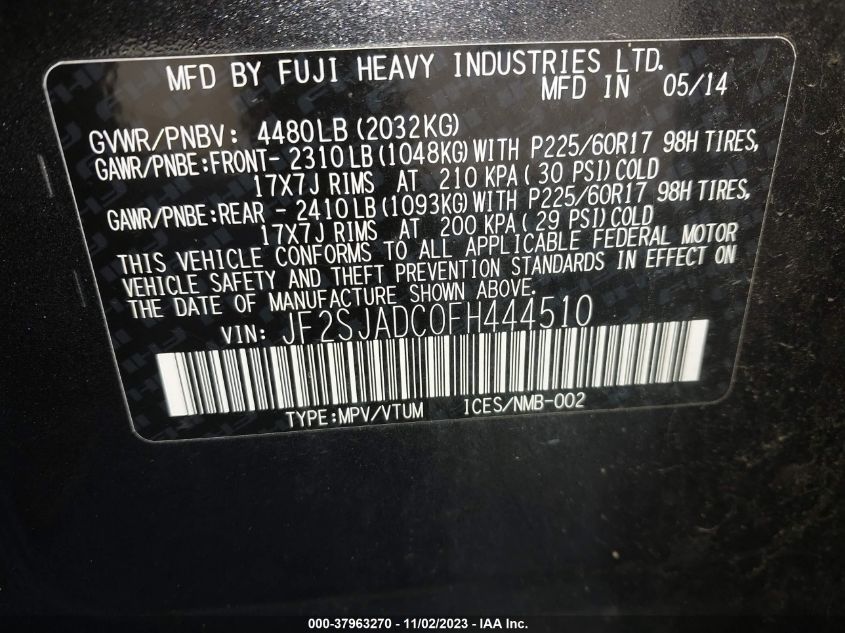 MFD BY FUJI HEAVY INDUSTRIES LTD.
MFD IN 05/14
GVWR/PNBV: 4480LB (2032KG)
GAWR/PNBE:FRONT- 2310LB (1048KG) WITH P225/60R17 98H TIRES,
17X7J RIMS AT 210 KPA( 30 PSI)COLD
GAWR/PNBE:REAR - 2410LB (1093KG) WITH P225/60R17 98H TIRES,
17X7J RIMS AT 200 KPA( 29 PSI)COLD
THIS VEHICLE CONFORMS TO ALL APPLICABLE FEDERAL MOTOR
VEHICLE SAFETY AND THEFT PREVENTION STANDARDS IN EFFECT ON
THE DATE OF MANUFACTURE SHOWN ABOVE.
VIN: JF2SJADC0FH444510
TYPE:MPV/VTUM ICES/NMB-002
000-37963270 - 11/02/2023 - IAA Inc.